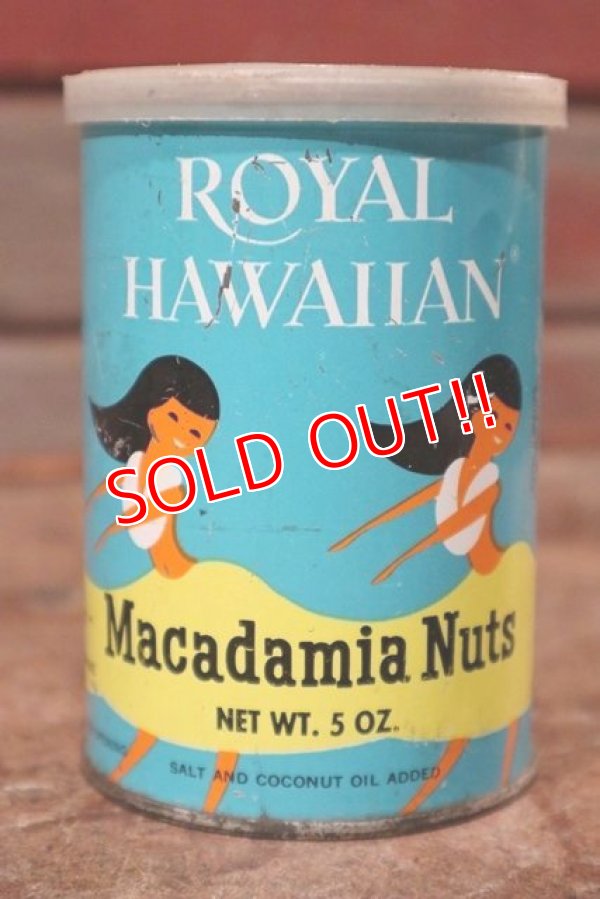 ROYAL
HAWAIIAN®
SOLD OUT!!
Macadamia Nuts
NET WT. 5 OZ.
SALT AND COCONUT OIL ADDED